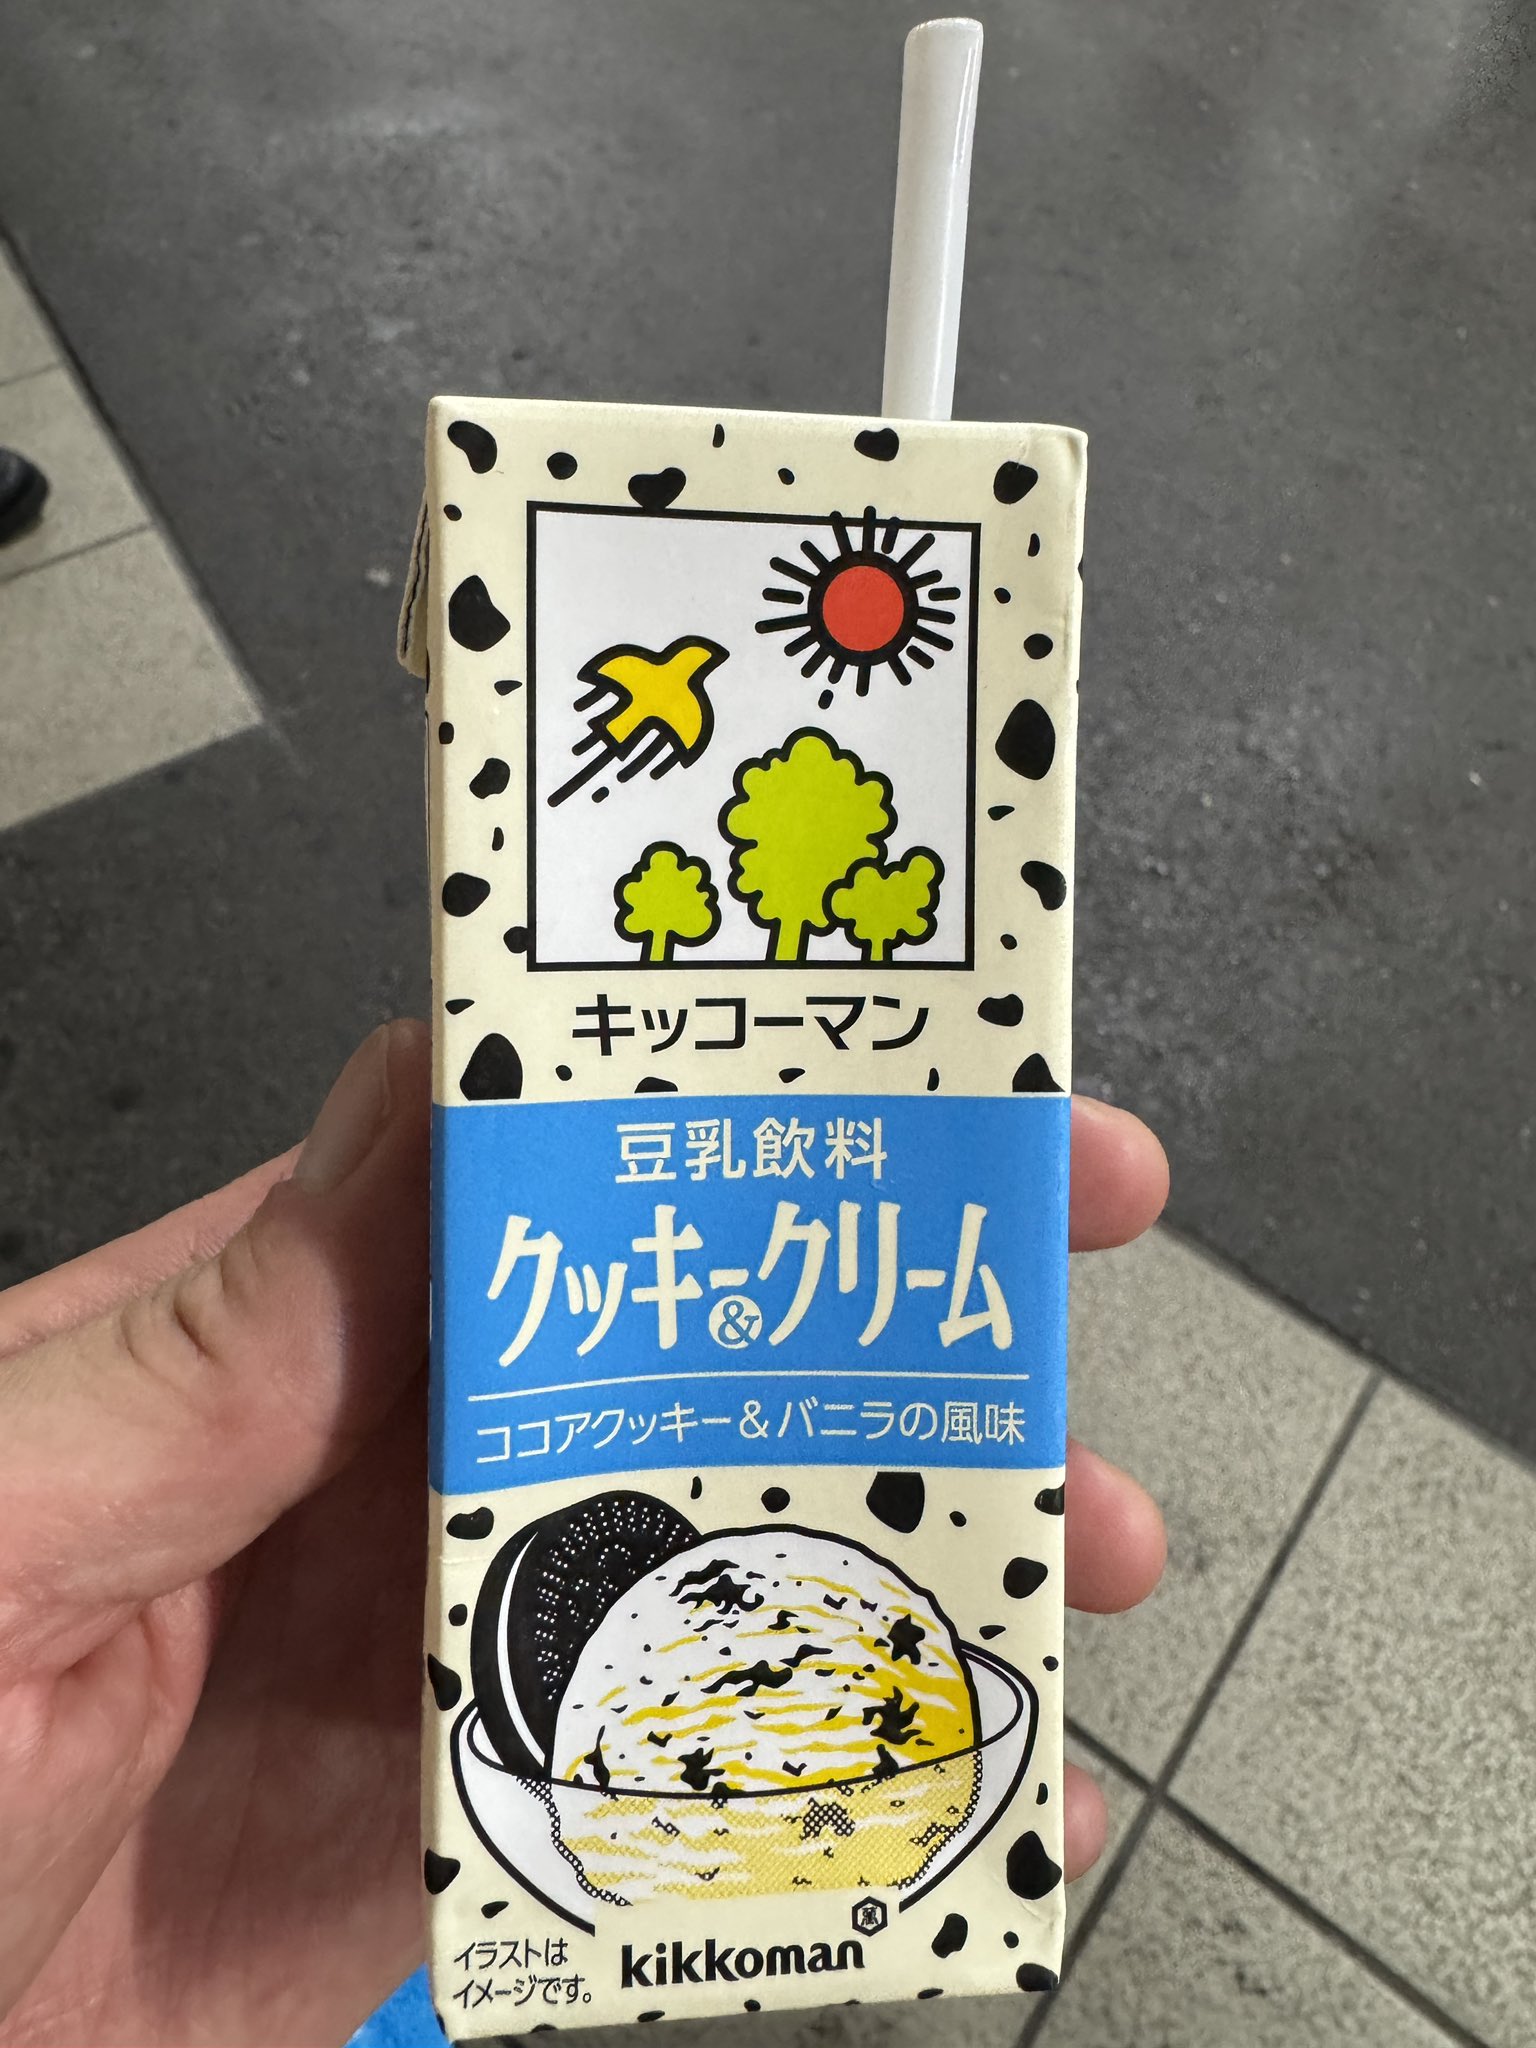 キッコーマン
豆乳飲料
クッキー&クリーム
ココアクッキー&バニラの風味
イラストは
イメージです。
萬
kikkoman